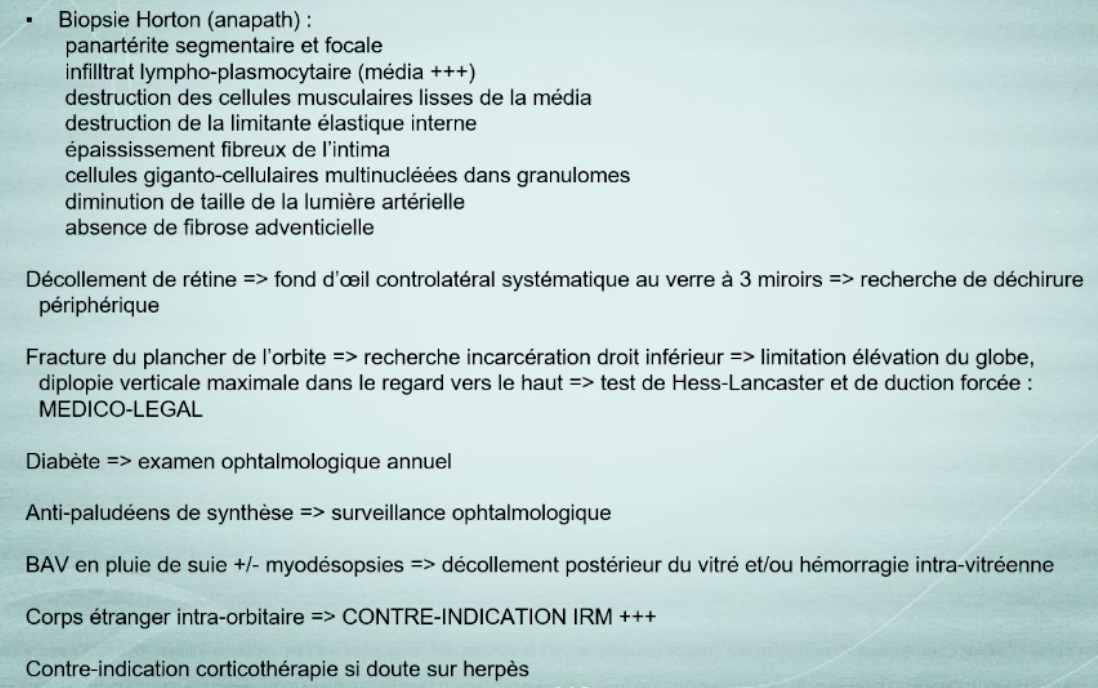 ▪ Biopsie Horton (anapath) :
panartérite segmentaire et focale
infilltrat lympho-plasmocytaire (média +++)
destruction des cellules musculaires lisses de la média
destruction de la limitante élastique interne
épaississement fibreux de l'intima
cellules giganto-cellulaires multinuclééées dans granulomes
diminution de taille de la lumière artérielle
absence de fibrose adventicielle
Décollement de rétine => fond d'œil controlatéral systématique au verre à 3 miroirs => recherche de déchirure
périphérique
Fracture du plancher de l'orbite => recherche incarcération droit inférieur => limitation élévation du globe,
diplopie verticale maximale dans le regard vers le haut => test de Hess-Lancaster et de duction forcée :
MEDICO-LEGAL
Diabète => examen ophtalmologique annuel
Anti-paludéens de synthèse => surveillance ophtalmologique
BAV en pluie de suie +/- myodésopsies => décollement postérieur du vitré et/ou hémorragie intra-vitréenne
Corps étranger intra-orbitaire => CONTRE-INDICATION IRM +++
Contre-indication corticothérapie si doute sur herpès